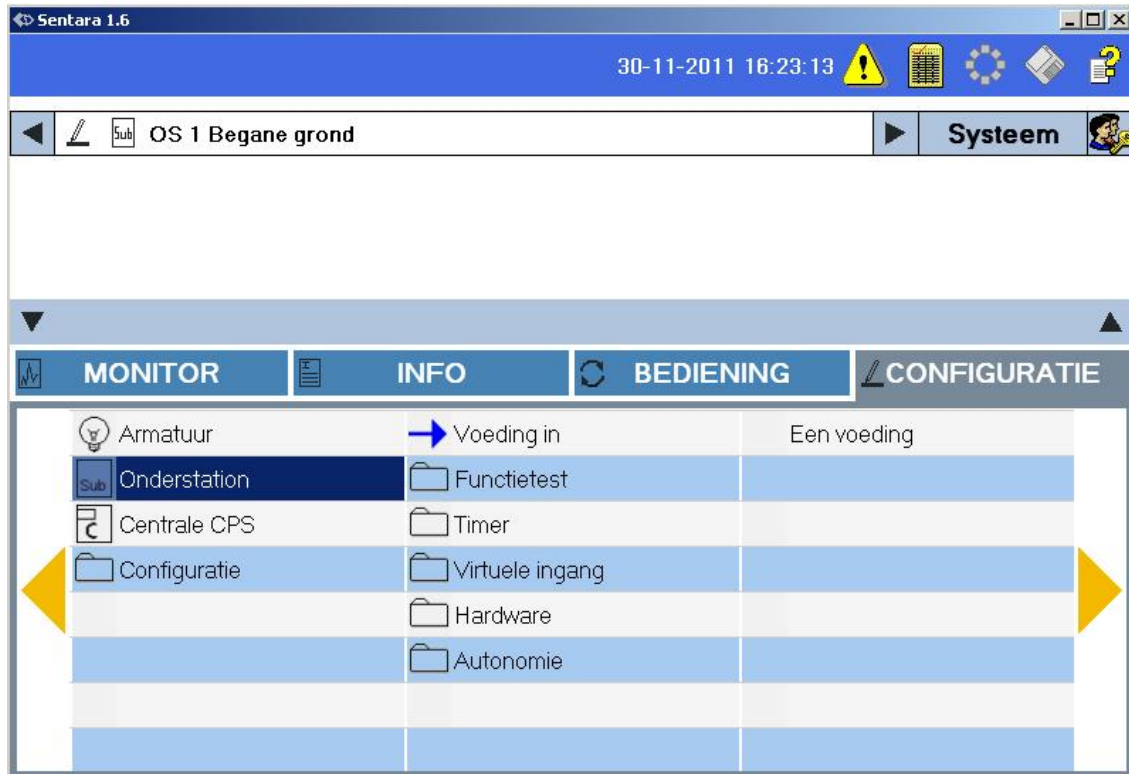 Sentara 1.6
30-11-2011 16:23:13
Sub OS 1 Begane grond Systeem
MONITOR INFO BEDIENING CONFIGURATIE
Armatuur Voeding in Een voeding
Sub Onderstation Functietest
C Centrale CPS Timer
Configuratie Virtuele ingang
Hardware
Autonomie